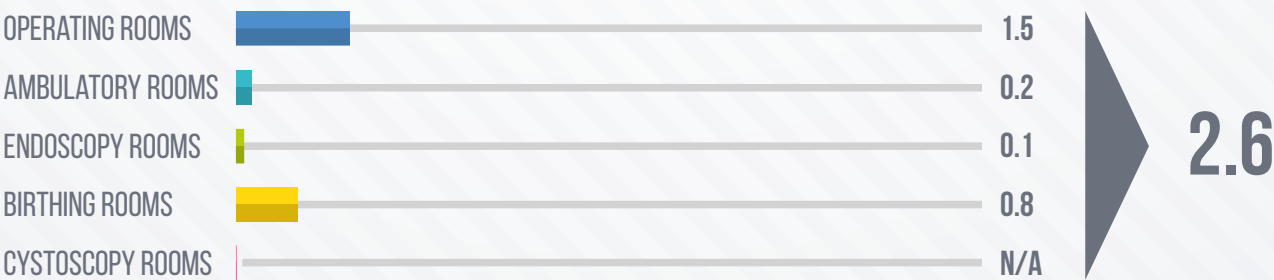 OPERATING ROOMS 1.5
AMBULATORY ROOMS 0.2
ENDOSCOPY ROOMS 0.1
BIRTHING ROOMS 0.8
CYSTOSCOPY ROOMS N/A
2.6